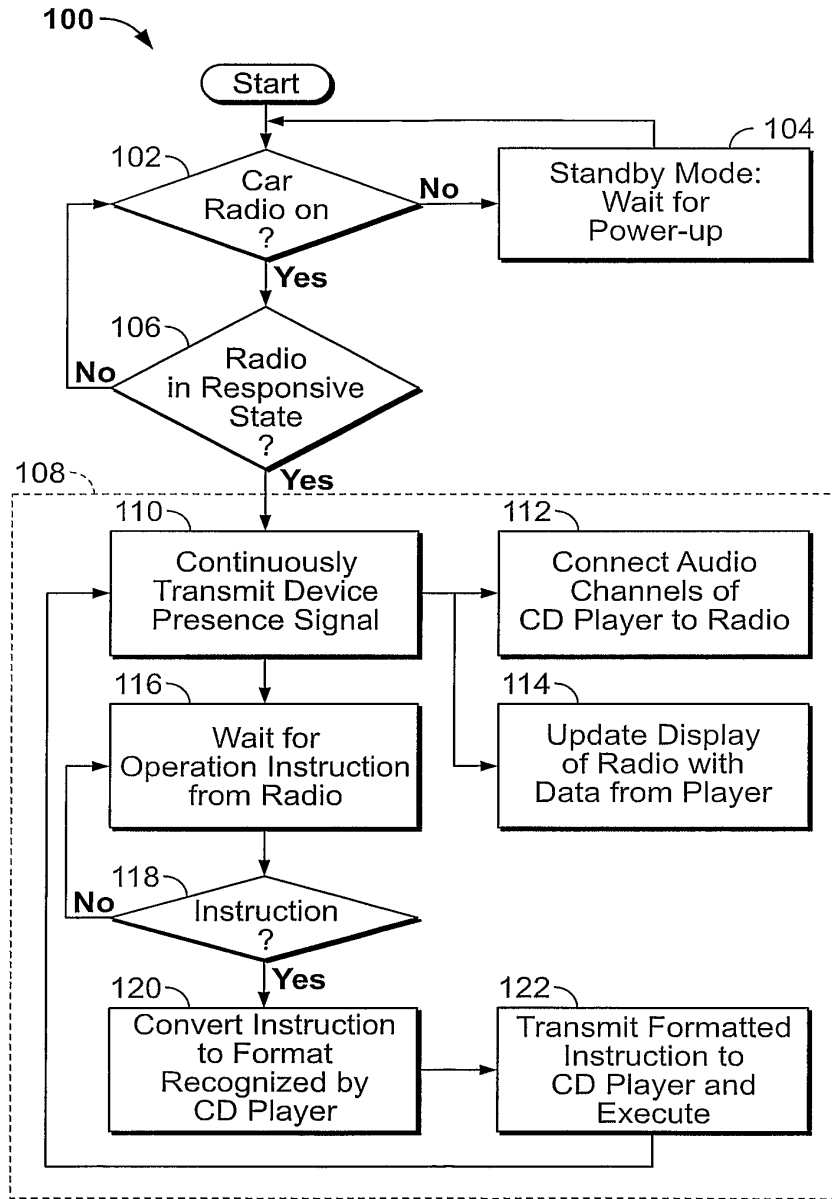 100
Start
102
Car
Radio on
?
No
104
Standby Mode:
Wait for
Power-up
Yes
106
Radio
in Responsive
State
?
No
Yes
108
110
Continuously
Transmit Device
Presence Signal
112
Connect Audio
Channels of
CD Player to Radio
116
Wait for
Operation Instruction
from Radio
114
Update Display
of Radio with
Data from Player
118
Instruction
?
No
Yes
120
Convert Instruction
to Format
Recognized by
CD Player
122
Transmit Formatted
Instruction to
CD Player and
Execute